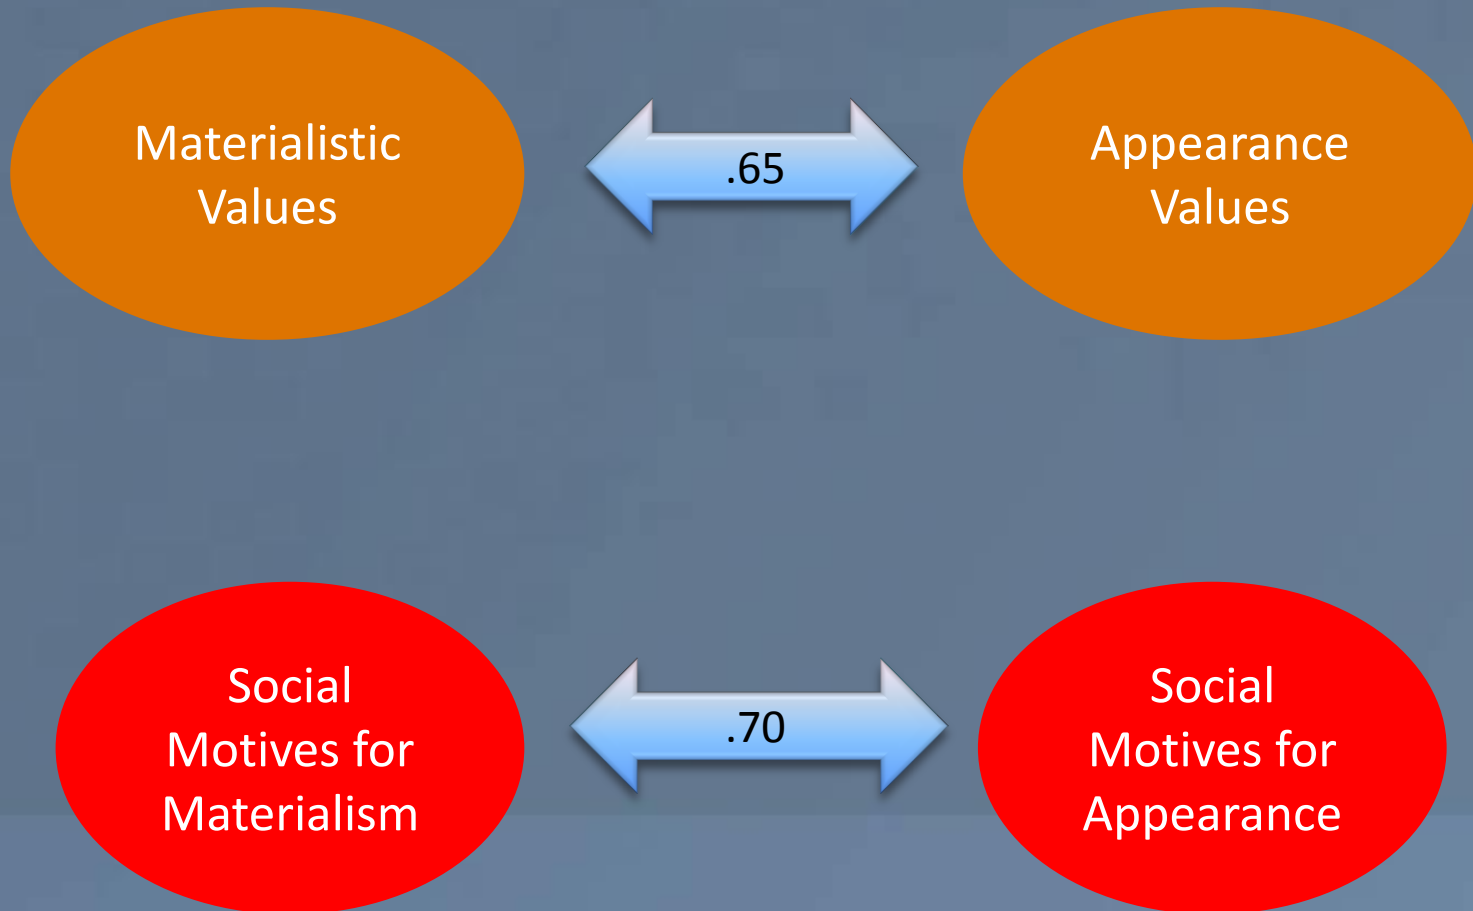 Materialistic
Values
.65
Appearance
Values
Social
Motives for
Materialism
.70
Social
Motives for
Appearance